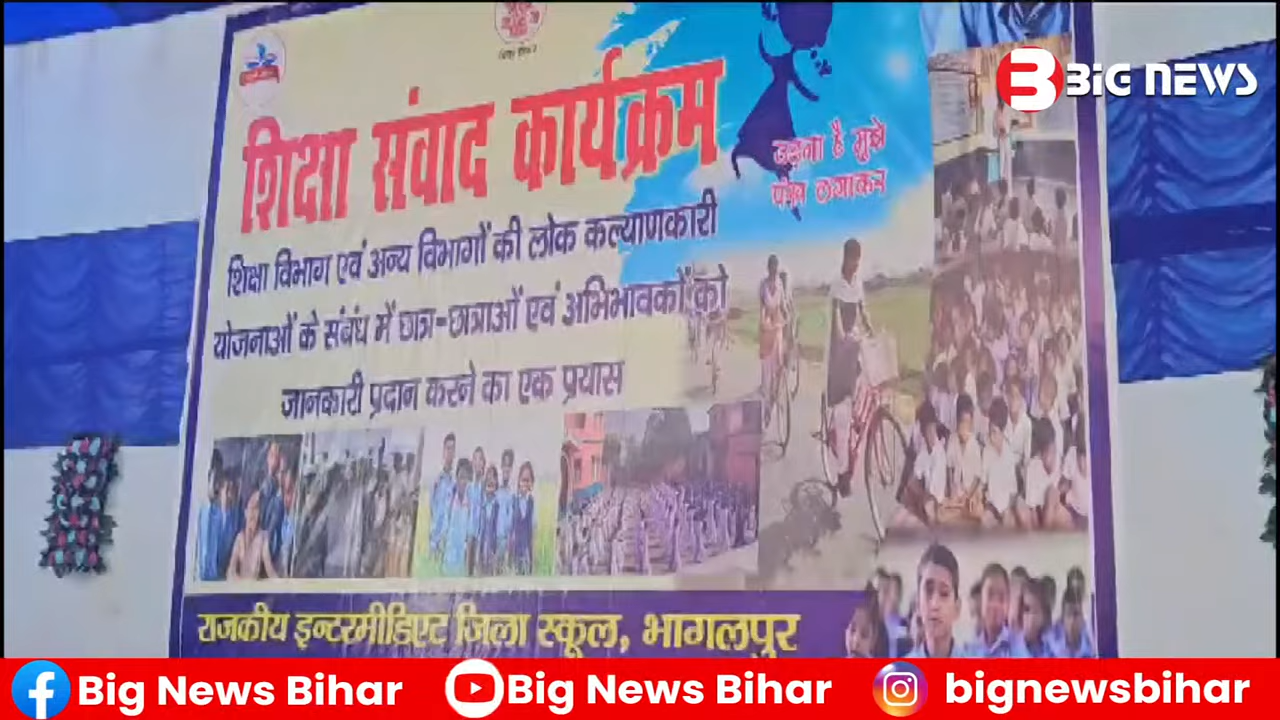 BIG NEWS
शिक्षा संवाद कार्यक्रम
उड़ना है मुझे
पंख लगाकर
शिक्षा विभाग एवं अन्य विभागों की लोक कल्याणकारी
योजनाओं के संबंध में छात्र-छात्राओं एवं अभिभावकों को
जानकारी प्रदान करने का एक प्रयास
राजकीय इन्टरमीडिएट जिला स्कूल, भागलपुर
Big News Bihar
Big News Bihar
bignewsbihar